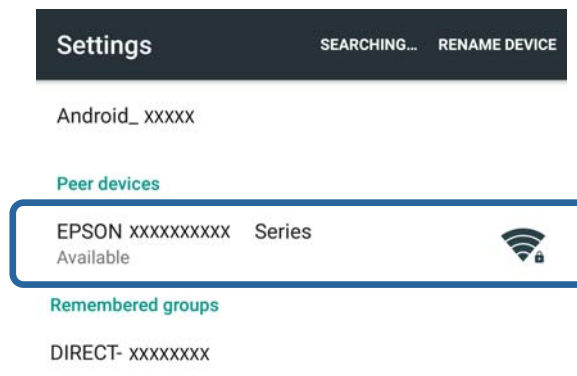 Settings SEARCHING... RENAME DEVICE
Android_ xxxxx
Peer devices
EPSON xxxxxxxxxx Series
Available
Remembered groups
DIRECT- xxxxxxxx